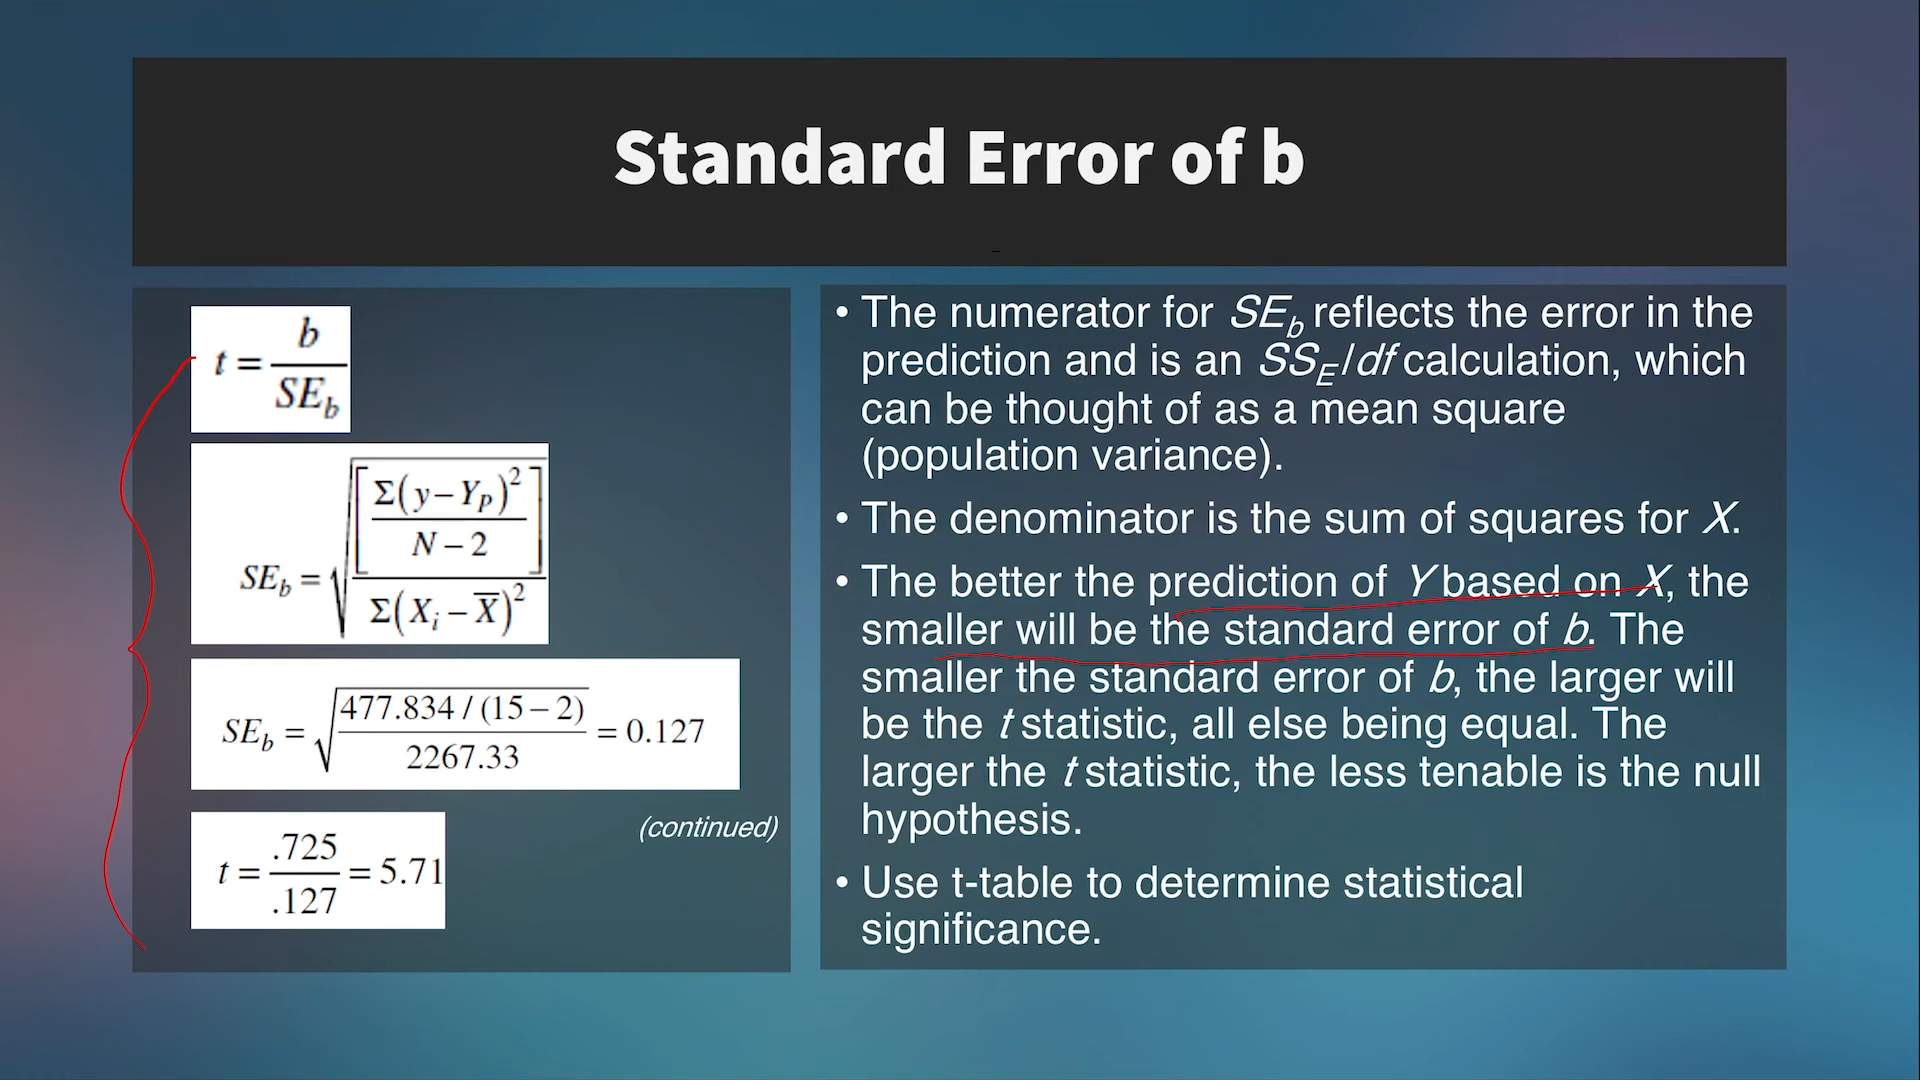 Standard Error of b
t = b / SE_b
SE_b = √([Σ(y−Y_P)² / N − 2] / Σ(X_i − X̅)²)
SE_b = √(477.834 / (15 − 2) / 2267.33) = 0.127
(continued)
t = .725 / .127 = 5.71
• The numerator for SE_b reflects the error in the
prediction and is an SS_E/df calculation, which
can be thought of as a mean square
(population variance).
• The denominator is the sum of squares for X.
• The better the prediction of Y based on X, the
smaller will be the standard error of b. The
smaller the standard error of b, the larger will
be the t statistic, all else being equal. The
larger the t statistic, the less tenable is the null
hypothesis.
• Use t-table to determine statistical
significance.